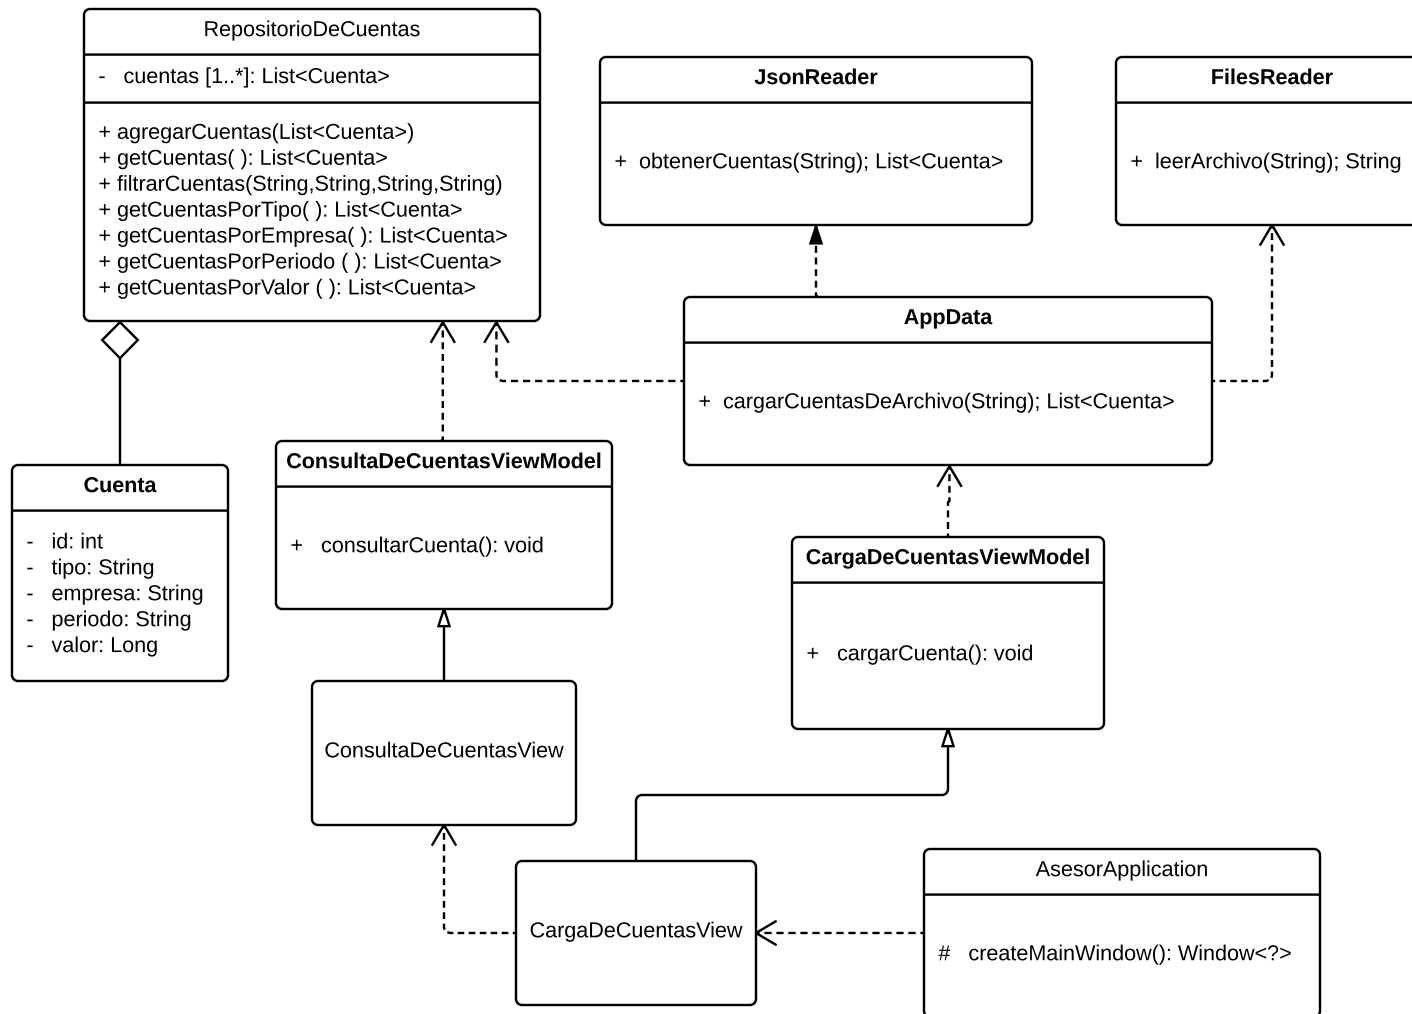 RepositorioDeCuentas
- cuentas [1..*]: List<Cuenta>
+ agregarCuentas(List<Cuenta>)
+ getCuentas( ): List<Cuenta>
+ filtrarCuentas(String,String,String,String)
+ getCuentasPorTipo( ): List<Cuenta>
+ getCuentasPorEmpresa( ): List<Cuenta>
+ getCuentasPorPeriodo ( ): List<Cuenta>
+ getCuentasPorValor ( ): List<Cuenta>
JsonReader
+ obtenerCuentas(String); List<Cuenta>
FilesReader
+ leerArchivo(String); String
AppData
+ cargarCuentasDeArchivo(String); List<Cuenta>
Cuenta
- id: int
- tipo: String
- empresa: String
- periodo: String
- valor: Long
ConsultaDeCuentasViewModel
+ consultarCuenta(): void
CargaDeCuentasViewModel
+ cargarCuenta(): void
ConsultaDeCuentasView
CargaDeCuentasView
AsesorApplication
# createMainWindow(): Window<?>